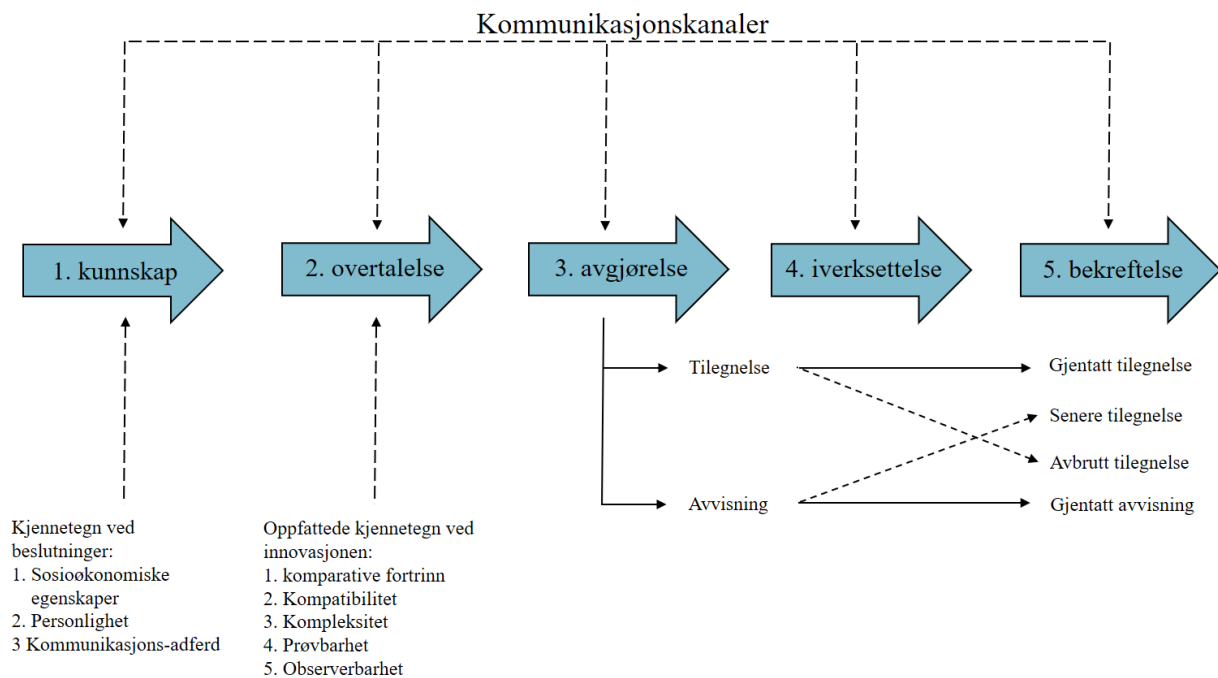 Kommunikasjonskanaler
1. kunnskap
2. overtalelse
3. avgjørelse
4. iverksettelse
5. bekreftelse
Tilegnelse
Avvisning
Gjentatt tilegnelse
Senere tilegnelse
Avbrutt tilegnelse
Gjentatt avvisning
Kjennetegn ved
beslutninger:
1. Sosioøkonomiske
egenskaper
2. Personlighet
3 Kommunikasjons-adferd
Oppfattede kjennetegn ved
innovasjonen:
1. komparative fortrinn
2. Kompatibilitet
3. Kompleksitet
4. Prøvbarhet
5. Observerbarhet